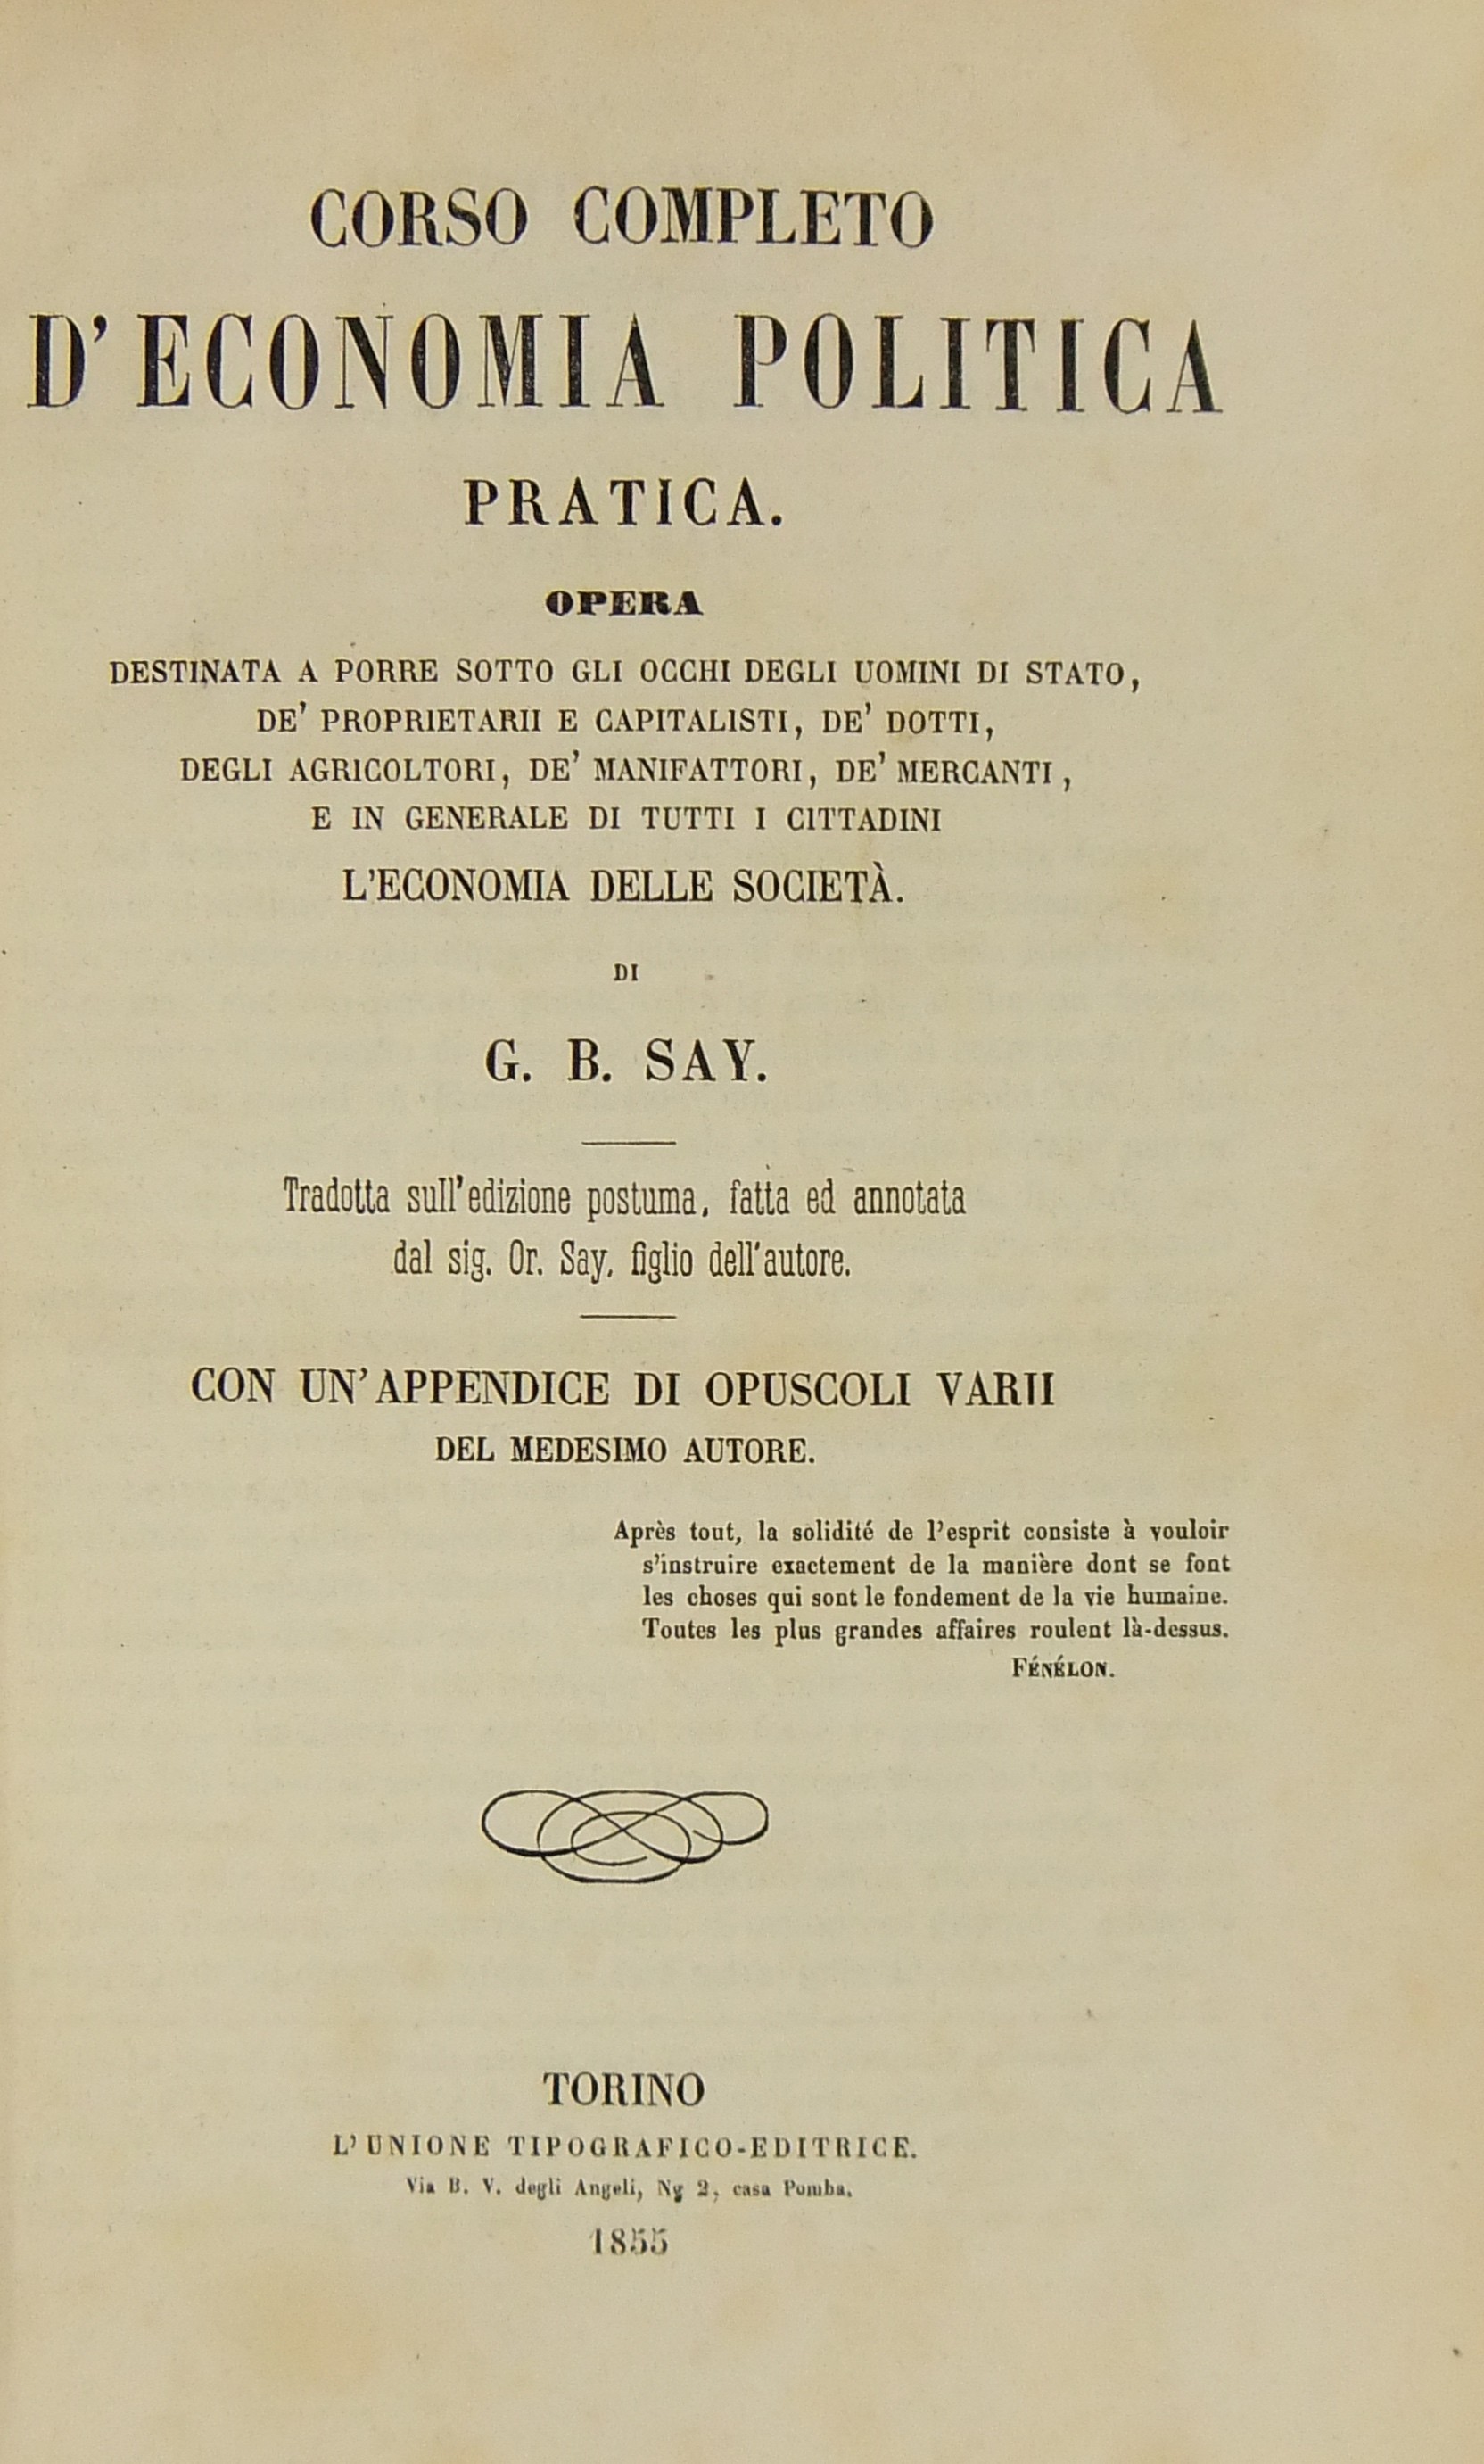 CORSO COMPLETO
D'ECONOMIA POLITICA
PRATICA.
OPERA
DESTINATA A PORRE SOTTO GLI OCCHI DEGLI UOMINI DI STATO,
DE' PROPRIETARII E CAPITALISTI, DE' DOTTI,
DEGLI AGRICOLTORI, DE' MANIFATTORI, DE' MERCANTI,
E IN GENERALE DI TUTTI I CITTADINI
L'ECONOMIA DELLE SOCIETÀ.
DI
G. B. SAY.
Tradotta sull'edizione postuma, fatta ed annotata
dal sig. Or. Say, figlio dell'autore.
CON UN'APPENDICE DI OPUSCOLI VARII
DEL MEDESIMO AUTORE.
Après tout, la solidité de l'esprit consiste à vouloir
s'instruire exactement de la manière dont se font
les choses qui sont le fondement de la vie humaine.
Toutes les plus grandes affaires roulent là-dessus.
FÉNÉLON.
TORINO
L'UNIONE TIPOGRAFICO-EDITRICE.
Via B. V. degli Angeli, Nº 2, casa Pomba.
1855